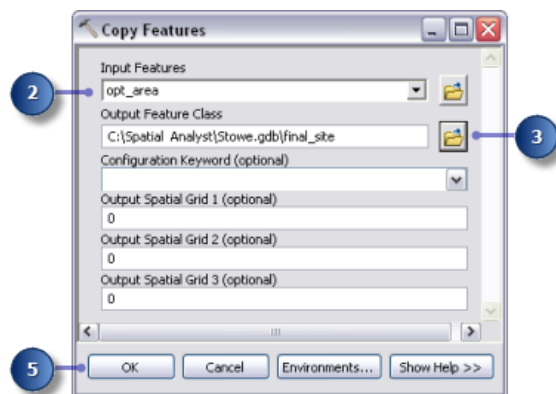 Copy Features
Input Features
2
opt_area
Output Feature Class
C:\Spatial Analyst\Stowe.gdb\final_site
3
Configuration Keyword (optional)
Output Spatial Grid 1 (optional)
0
Output Spatial Grid 2 (optional)
0
Output Spatial Grid 3 (optional)
0
5
OK Cancel Environments... Show Help >>